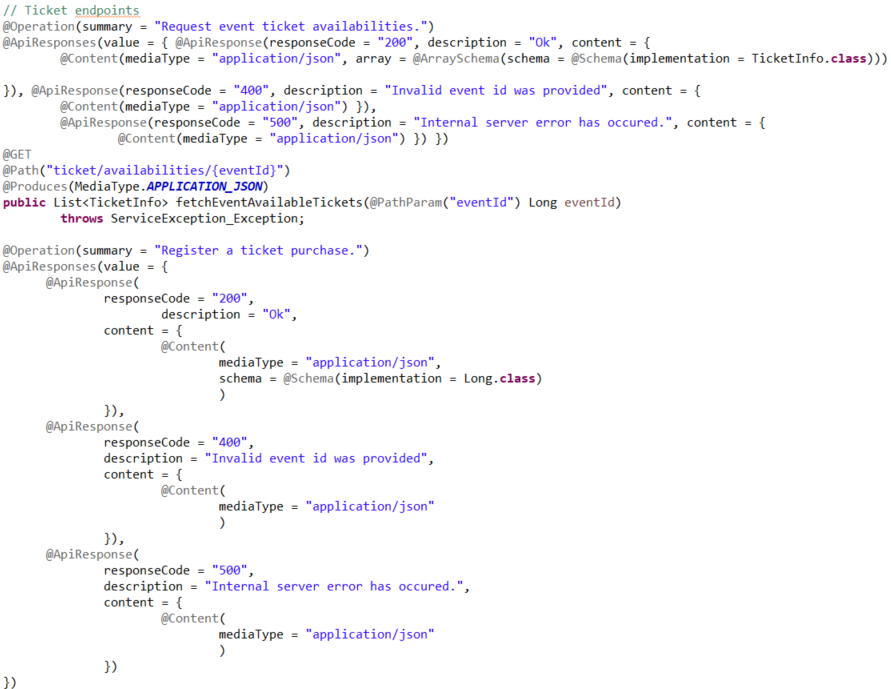 // Ticket endpoints
@Operation(summary = "Request event ticket availabilities.")
@ApiResponses(value = { @ApiResponse(responseCode = "200", description = "Ok", content = {
        @Content(mediaType = "application/json", array = @ArraySchema(schema = @Schema(implementation = TicketInfo.class)))
}), @ApiResponse(responseCode = "400", description = "Invalid event id was provided", content = {
        @Content(mediaType = "application/json") }),
        @ApiResponse(responseCode = "500", description = "Internal server error has occured.", content = {
                @Content(mediaType = "application/json") }) })
@GET
@Path("ticket/availabilities/{eventId}")
@Produces(MediaType.APPLICATION_JSON)
public List<TicketInfo> fetchEventAvailableTickets(@PathParam("eventId") Long eventId)
        throws ServiceException_Exception;
@Operation(summary = "Register a ticket purchase.")
@ApiResponses(value = {
      @ApiResponse(
              responseCode = "200",
                      description = "Ok",
              content = {
                      @Content(
                              mediaType = "application/json",
                              schema = @Schema(implementation = Long.class)
                              )
              }),
      @ApiResponse(
              responseCode = "400",
              description = "Invalid event id was provided",
              content = {
                      @Content(
                              mediaType = "application/json"
                              )
              }),
      @ApiResponse(
              responseCode = "500",
              description = "Internal server error has occured.",
              content = {
                      @Content(
                              mediaType = "application/json"
                              )
              })
})